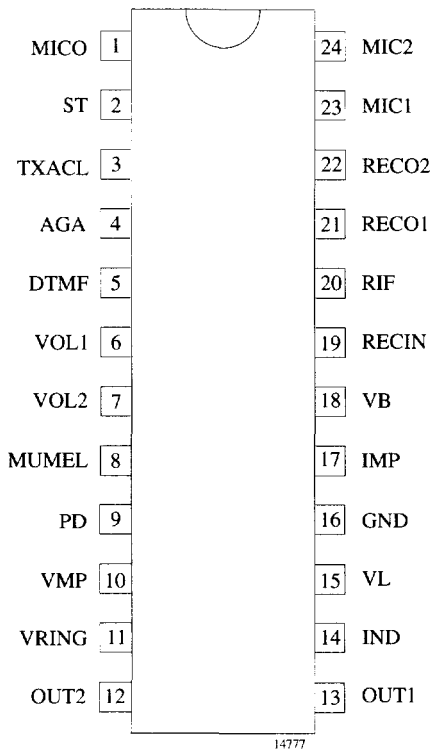 MICO 1 24 MIC2
ST 2 23 MIC1
TXACL 3 22 RECO2
AGA 4 21 RECO1
DTMF 5 20 RIF
VOL1 6 19 RECIN
VOL2 7 18 VB
MUMEL 8 17 IMP
PD 9 16 GND
VMP 10 15 VL
VRING 11 14 IND
OUT2 12 13 OUT1
14777